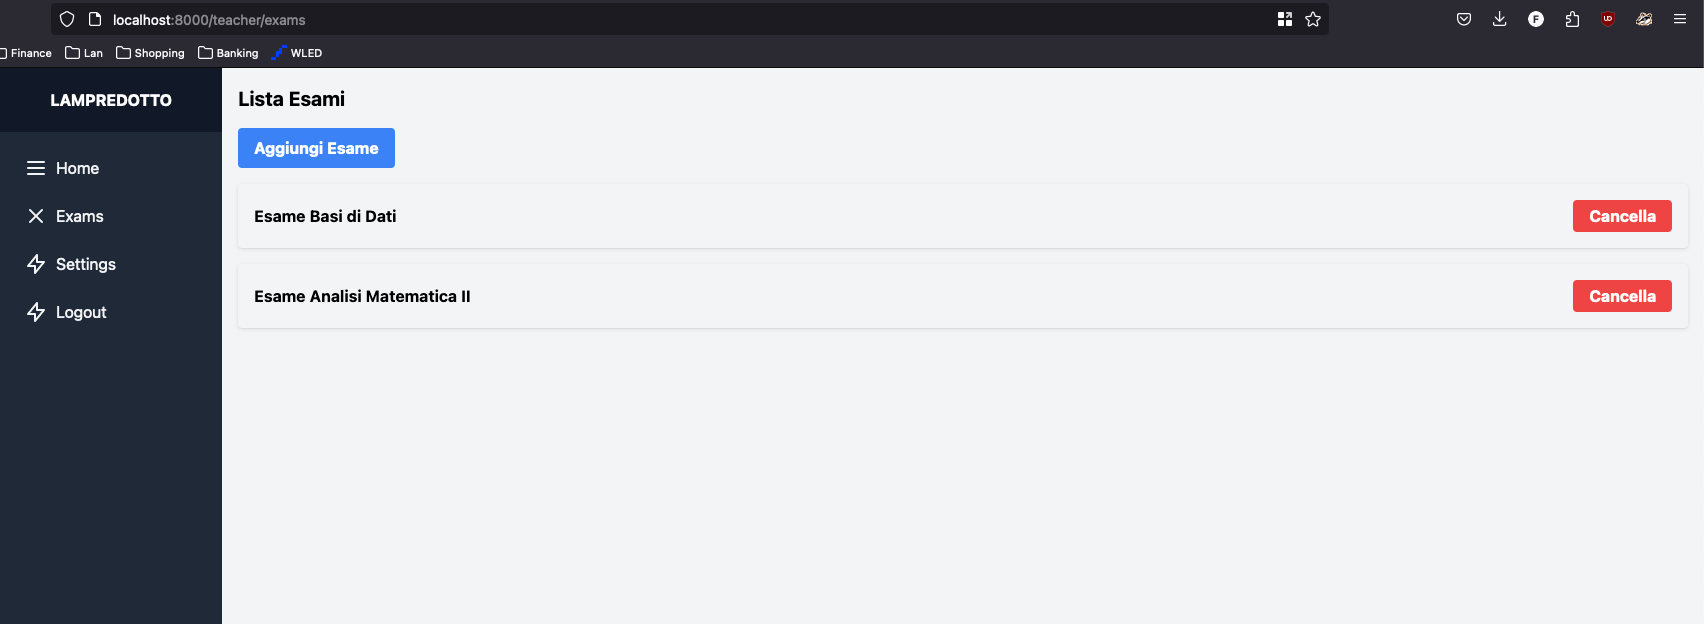 localhost:8000/teacher/exams
F
UO
Finance Lan Shopping Banking WLED
LAMPREDOTTO
Home
Exams
Settings
Logout
Lista Esami
Aggiungi Esame
Esame Basi di Dati Cancella
Esame Analisi Matematica II Cancella